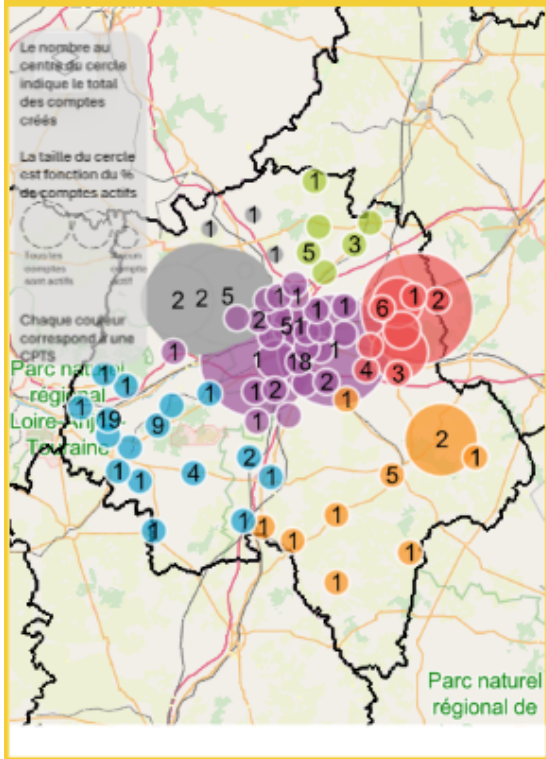 Le nombre au
centre du cercle
indique le total
des comptes
créés
La taille du cercle
est fonction du %
de comptes actifs
Tous les
comptes
sont actifs
Aucun
compte
actif
Chaque couleur
correspond à une
CPTS
Parc naturel
régional
Loire-Anjou-
Touraine
1
1
1
1
5
3
2 2 5
1 1
1
1
2
51
6
1
2
1
1
18
1
4
3
1
2
2
1
1
1
1
1
19
9
1
1
4
2
1
1
1
1
2
1
5
1
1
1
1
Parc naturel
régional de